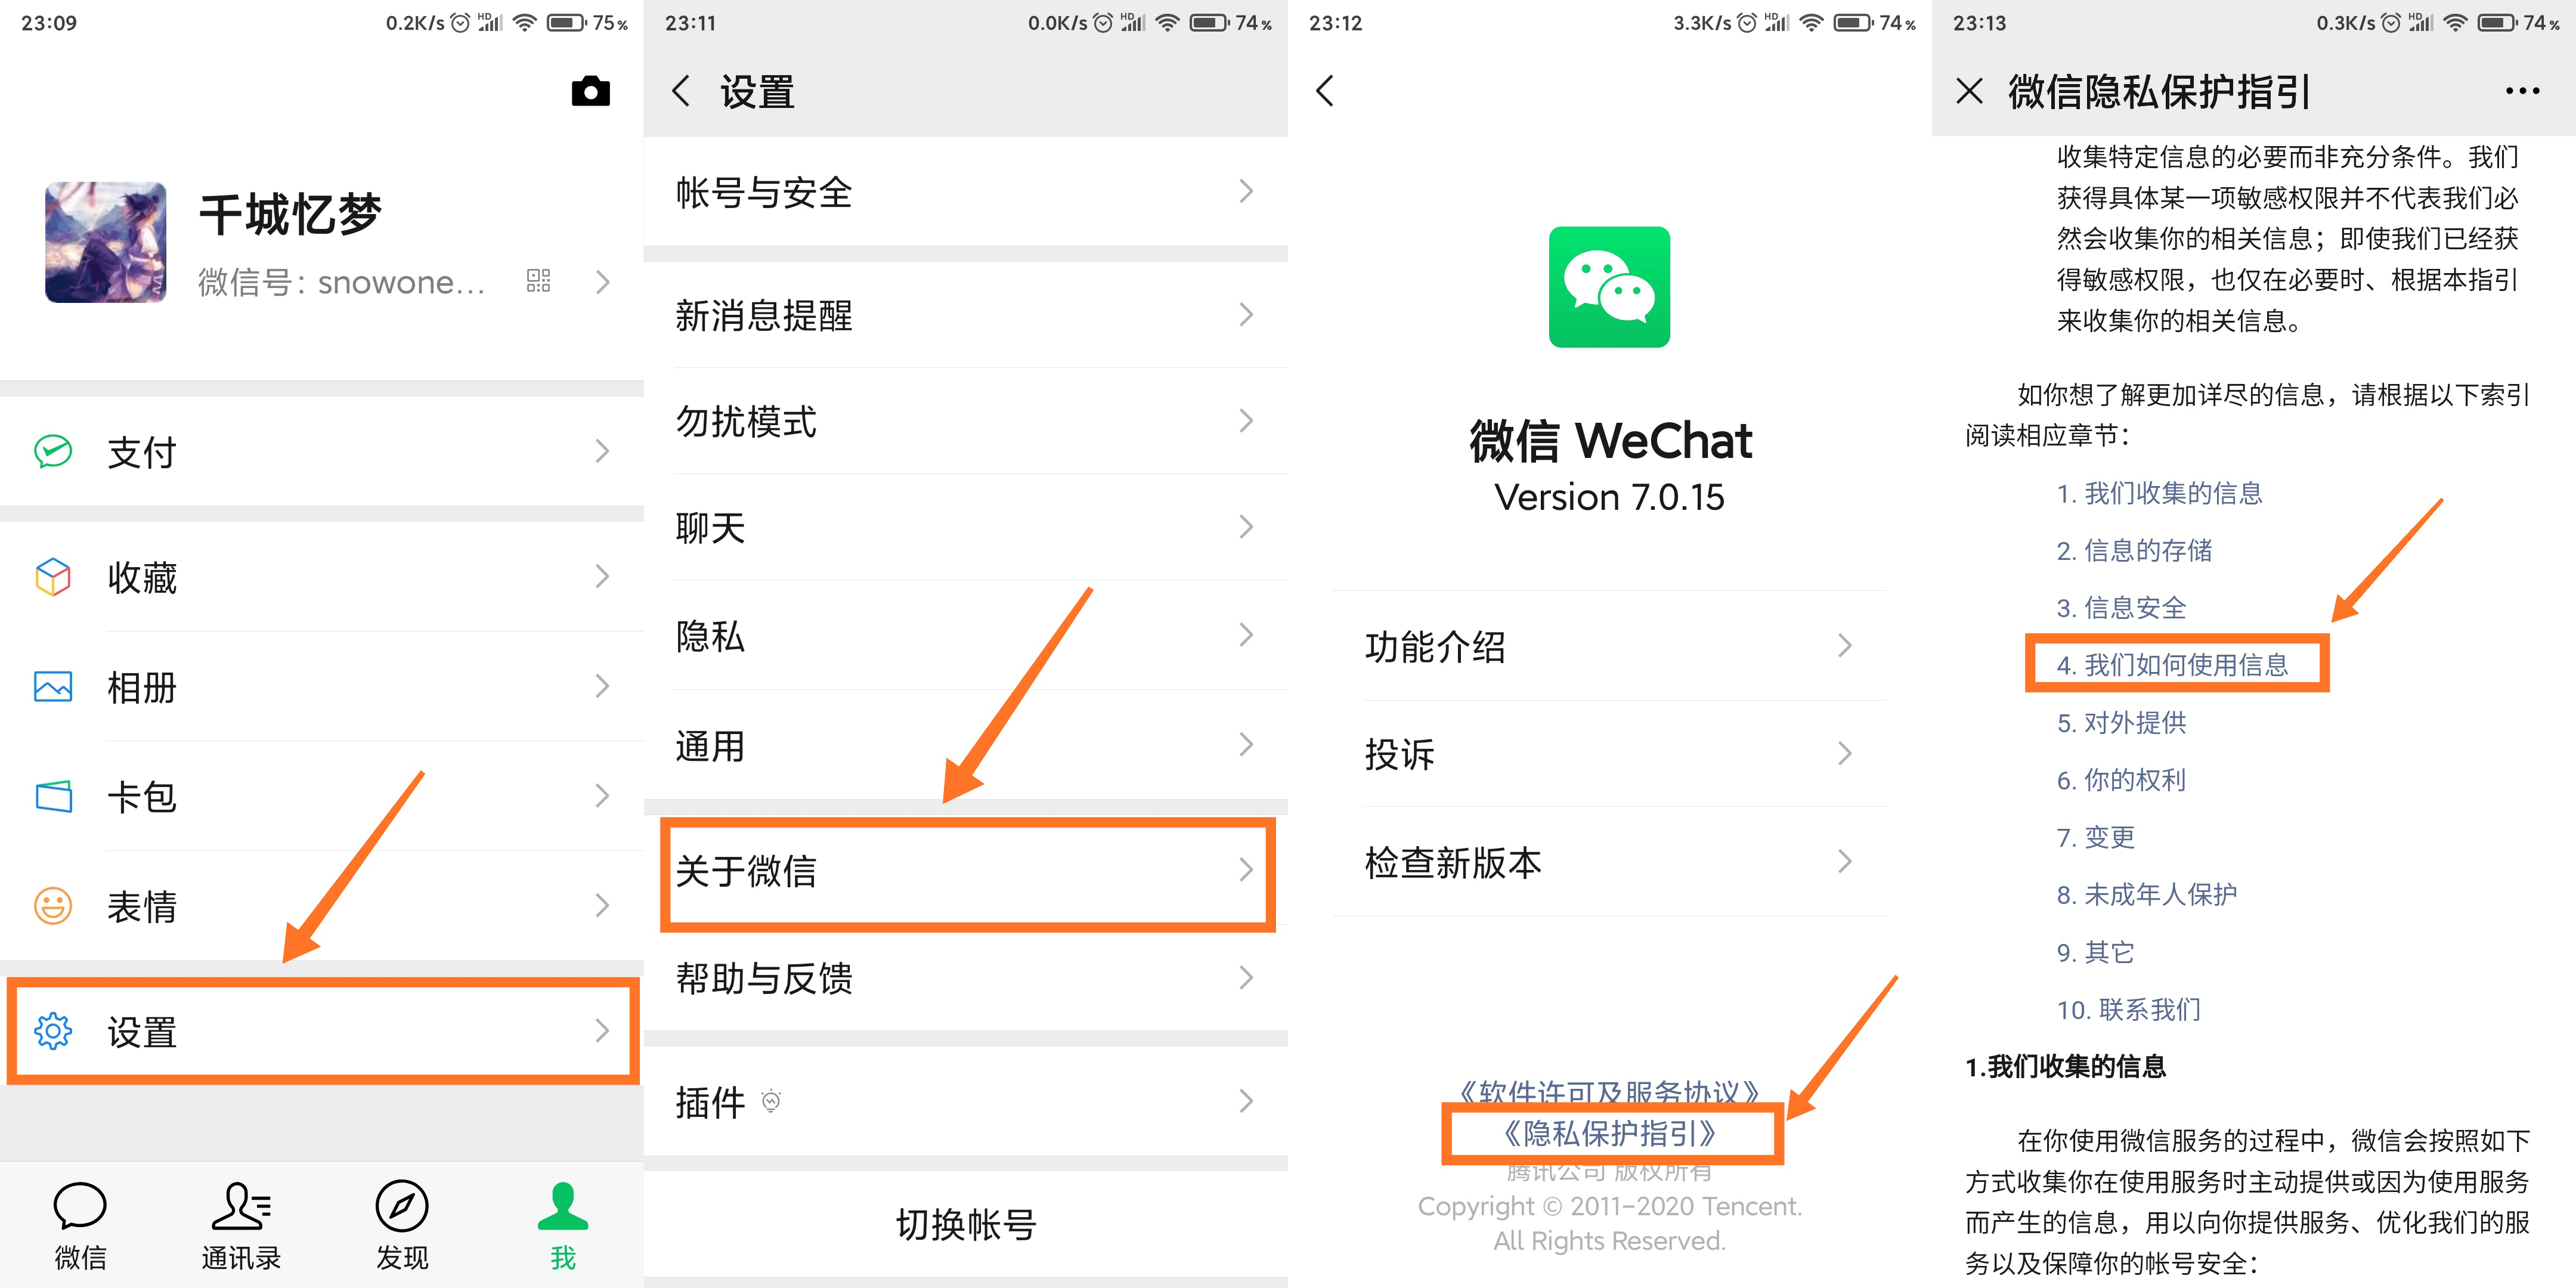 23:09
0.2K/s HD 75%
千城忆梦
微信号：snowone...
支付
收藏
相册
卡包
表情
设置
微信
通讯录
发现
我
23:11
0.0K/s HD 74%
设置
帐号与安全
新消息提醒
勿扰模式
聊天
隐私
通用
关于微信
帮助与反馈
插件
切换帐号
23:12
3.3K/s HD 74%
微信 WeChat
Version 7.0.15
功能介绍
投诉
检查新版本
《软件许可及服务协议》
《隐私保护指引》
腾讯公司 版权所有
Copyright © 2011-2020 Tencent.
All Rights Reserved.
23:13
0.3K/s HD 74%
微信隐私保护指引
收集特定信息的必要而非充分条件。我们
获得具体某一项敏感权限并不代表我们必
然会收集你的相关信息；即使我们已经获
得敏感权限，也仅在必要时、根据本指引
来收集你的相关信息。
如你想了解更加详尽的信息，请根据以下索引
阅读相应章节：
1. 我们收集的信息
2. 信息的存储
3. 信息安全
4. 我们如何使用信息
5. 对外提供
6. 你的权利
7. 变更
8. 未成年人保护
9. 其它
10. 联系我们
1.我们收集的信息
在你使用微信服务的过程中，微信会按照如下
方式收集你在使用服务时主动提供或因为使用服务
而产生的信息，用以向你提供服务、优化我们的服
务以及保障你的帐号安全：